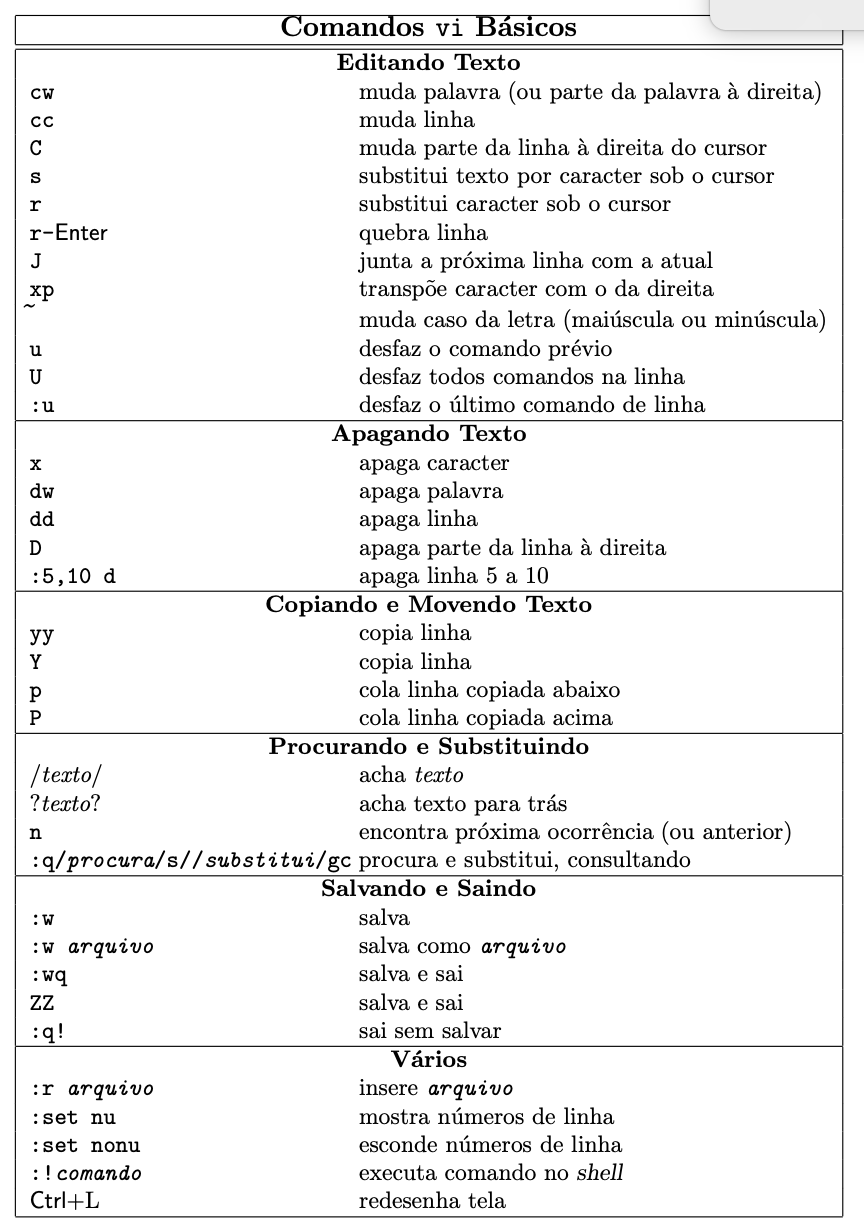 Comandos vi Básicos
Editando Texto
cw muda palavra (ou parte da palavra à direita)
cc muda linha
C muda parte da linha à direita do cursor
s substitui texto por caracter sob o cursor
r substitui caracter sob o cursor
r-Enter quebra linha
J junta a próxima linha com a atual
xp transpõe caracter com o da direita
~ muda caso da letra (maiúscula ou minúscula)
u desfaz o comando prévio
U desfaz todos comandos na linha
:u desfaz o último comando de linha
Apagando Texto
x apaga caracter
dw apaga palavra
dd apaga linha
D apaga parte da linha à direita
:5,10 d apaga linha 5 a 10
Copiando e Movendo Texto
yy copia linha
Y copia linha
p cola linha copiada abaixo
P cola linha copiada acima
Procurando e Substituindo
/texto/ acha texto
?texto? acha texto para trás
n encontra próxima ocorrência (ou anterior)
:q/procura/s//substitui/gc procura e substitui, consultando
Salvando e Saindo
:w salva
:w arquivo salva como arquivo
:wq salva e sai
ZZ salva e sai
:q! sai sem salvar
Vários
:r arquivo insere arquivo
:set nu mostra números de linha
:set nonu esconde números de linha
:!comando executa comando no shell
Ctrl+L redesenha tela